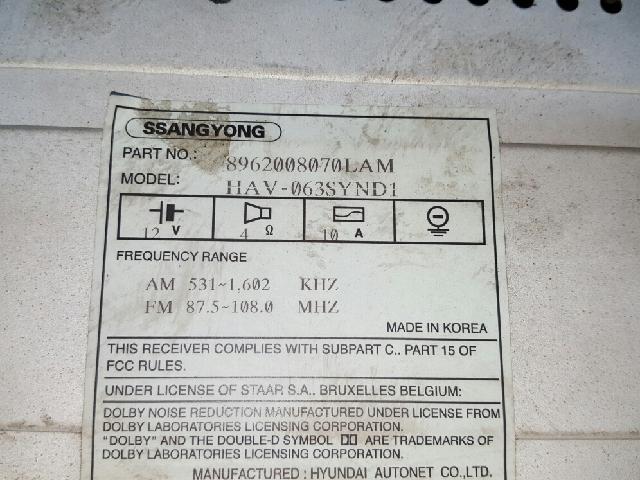 SSANGYONG
PART NO.: 8962008070LAM
MODEL: HAV-063SYND1
12 V 4 Ω 10 A
FREQUENCY RANGE
AM 531~1,602 KHZ
FM 87.5~108.0 MHZ
MADE IN KOREA
THIS RECEIVER COMPLIES WITH SUBPART C.. PART 15 OF
FCC RULES.
UNDER LICENSE OF STAAR S.A.. BRUXELLES BELGIUM:
DOLBY NOISE REDUCTION MANUFACTURED UNDER LICENSE FROM
DOLBY LABORATORIES LICENSING CORPORATION.
"DOLBY" AND THE DOUBLE-D SYMBOL ARE TRADEMARKS OF
DOLBY LABORATORIES LICENSING CORPORATION.
MANUFACTURED : HYUNDAI AUTONET CO.,LTD.